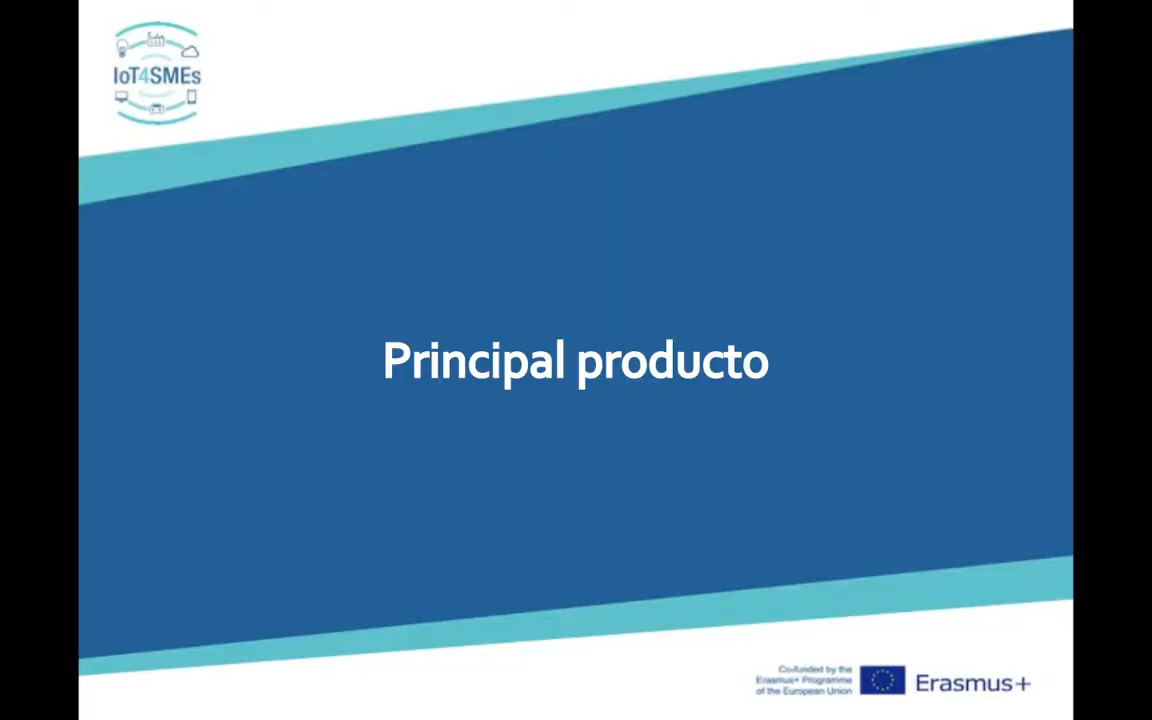 IoT4SMEs
Principal producto
Co-funded by the
Erasmus+ Programme
of the European Union
Erasmus+